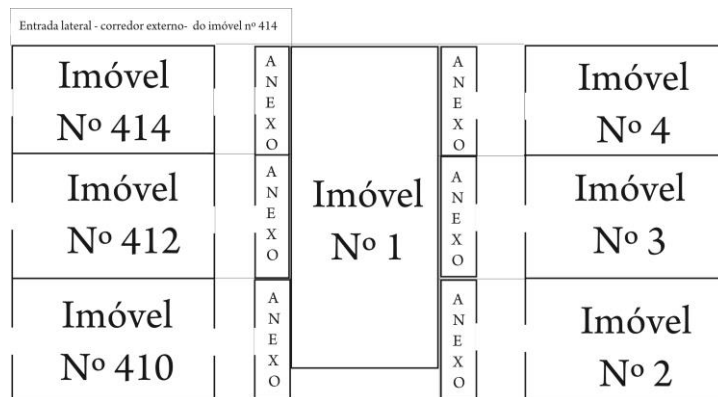 Entrada lateral - corredor externo- do imóvel nº 414
Imóvel
Nº 414
A
N
E
X
O
A
N
E
X
O
Imóvel
Nº 4
Imóvel
Nº 412
A
N
E
X
O
Imóvel
Nº 1
A
N
E
X
O
Imóvel
Nº 3
Imóvel
Nº 410
A
N
E
X
O
A
N
E
X
O
Imóvel
Nº 2